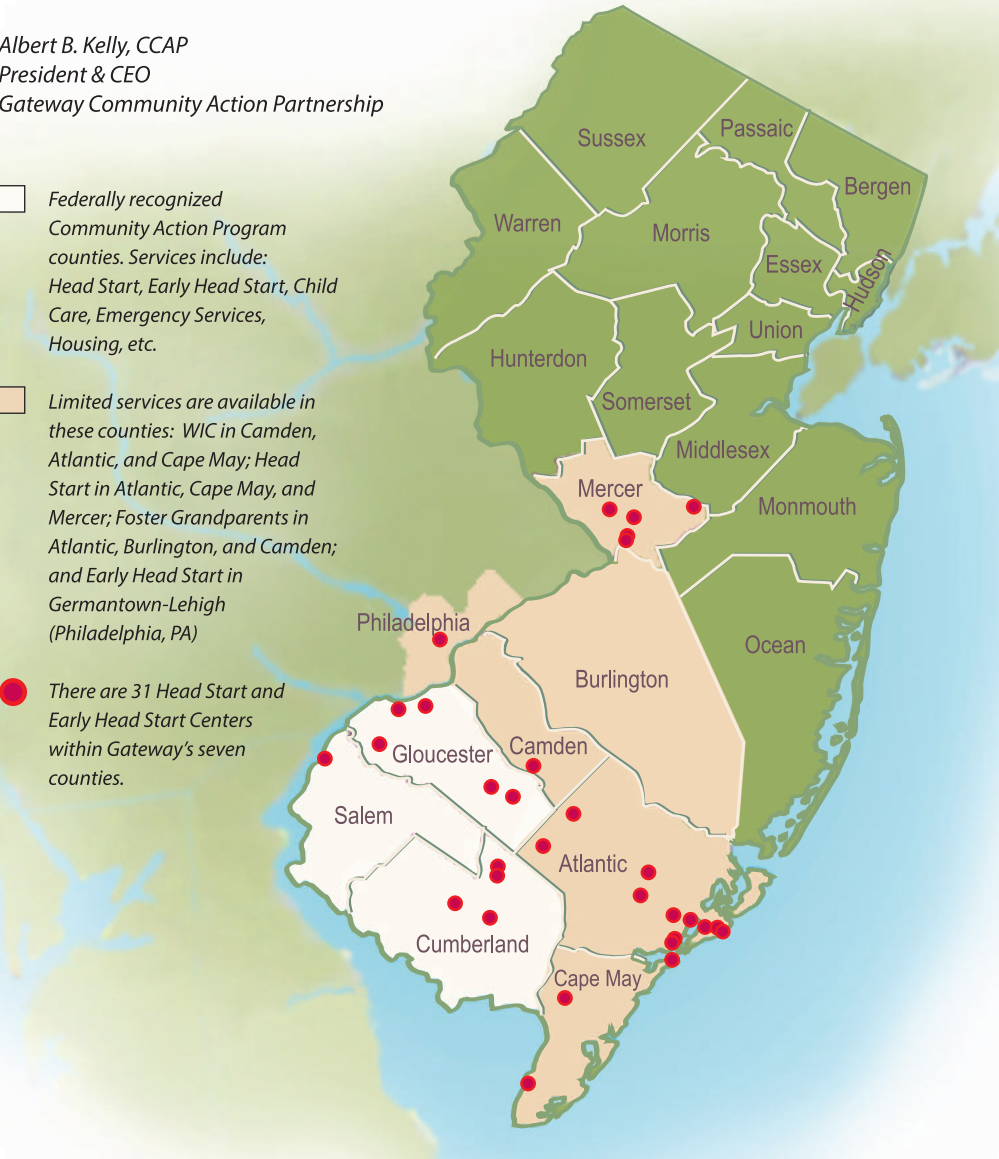 Albert B. Kelly, CCAP
President & CEO
Gateway Community Action Partnership
Federally recognized
Community Action Program
counties. Services include:
Head Start, Early Head Start, Child
Care, Emergency Services,
Housing, etc.
Limited services are available in
these counties: WIC in Camden,
Atlantic, and Cape May; Head
Start in Atlantic, Cape May, and
Mercer; Foster Grandparents in
Atlantic, Burlington, and Camden;
and Early Head Start in
Germantown-Lehigh
(Philadelphia, PA)
There are 31 Head Start and
Early Head Start Centers
within Gateway's seven
counties.
Sussex
Passaic
Bergen
Warren
Morris
Essex
Hudson
Union
Hunterdon
Somerset
Middlesex
Mercer
Monmouth
Philadelphia
Ocean
Burlington
Camden
Gloucester
Salem
Atlantic
Cumberland
Cape May